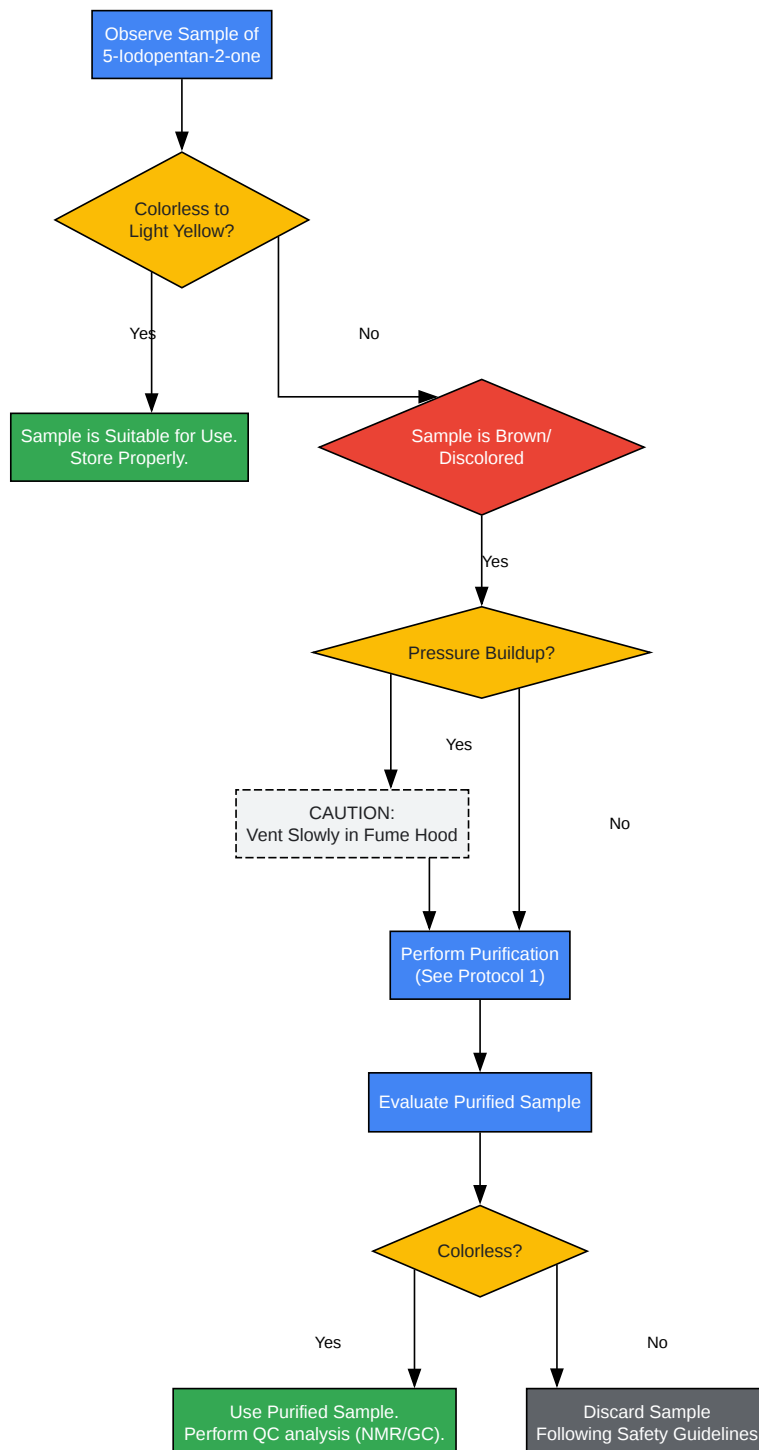 Observe Sample of
5-Iodopentan-2-one
Colorless to
Light Yellow?
Yes
No
Sample is Suitable for Use.
Store Properly.
Sample is Brown/
Discolored
Yes
Pressure Buildup?
Yes
CAUTION:
Vent Slowly in Fume Hood
No
Perform Purification
(See Protocol 1)
Evaluate Purified Sample
Colorless?
Yes
No
Use Purified Sample.
Perform QC analysis (NMR/GC).
Discard Sample
Following Safety Guidelines